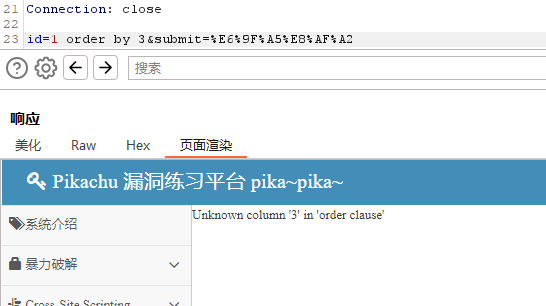 21 Connection: close
22
23 id=1 order by 3&submit=%E6%9F%A5%E8%AF%A2
搜索
响应
美化 Raw Hex 页面渲染
Pikachu 漏洞练习平台 pika~pika~
系统介绍
Unknown column '3' in 'order clause'
暴力破解
Cross-Site Scripting